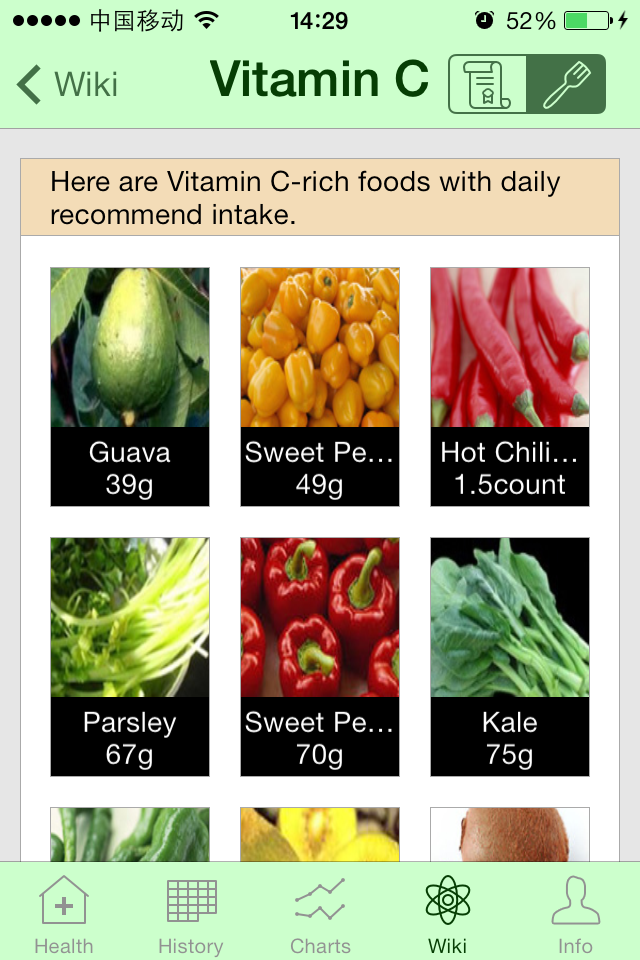 中国移动 14:29 52%
Wiki Vitamin C
Here are Vitamin C-rich foods with daily
recommend intake.
Guava Sweet Pe... Hot Chili...
39g 49g 1.5count
Parsley Sweet Pe... Kale
67g 70g 75g
Health History Charts Wiki Info